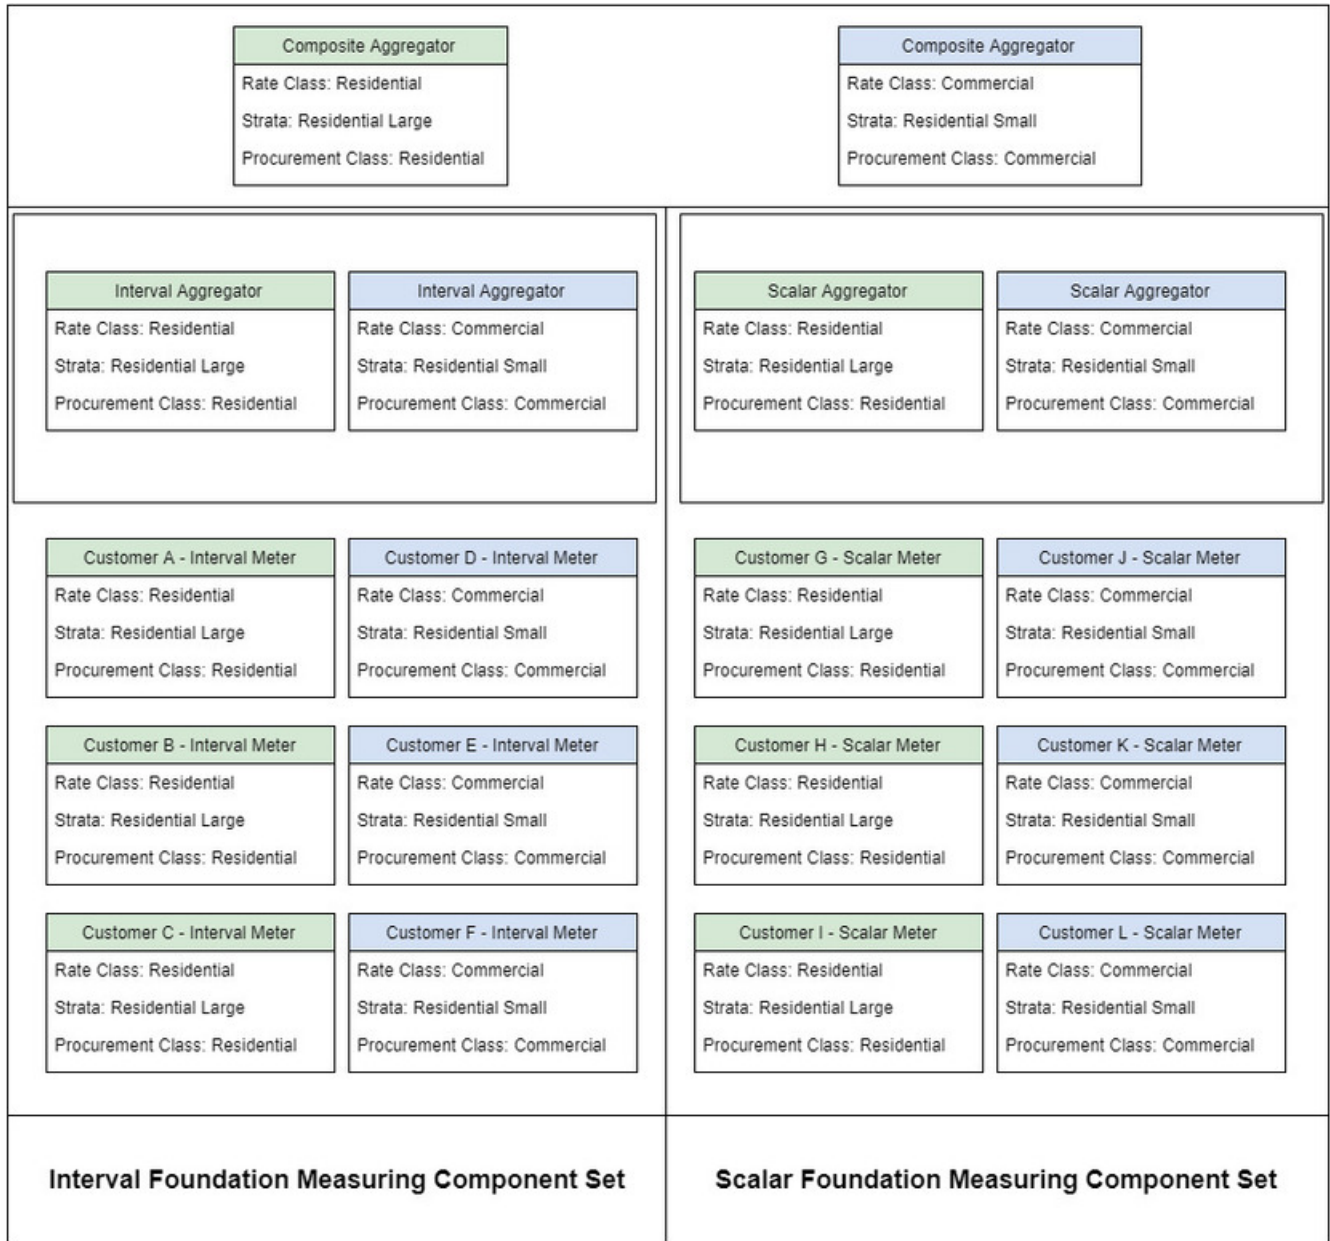 Composite Aggregator
Rate Class: Residential
Strata: Residential Large
Procurement Class: Residential
Composite Aggregator
Rate Class: Commercial
Strata: Residential Small
Procurement Class: Commercial
Interval Aggregator
Rate Class: Residential
Strata: Residential Large
Procurement Class: Residential
Interval Aggregator
Rate Class: Commercial
Strata: Residential Small
Procurement Class: Commercial
Scalar Aggregator
Rate Class: Residential
Strata: Residential Large
Procurement Class: Residential
Scalar Aggregator
Rate Class: Commercial
Strata: Residential Small
Procurement Class: Commercial
Customer A - Interval Meter
Rate Class: Residential
Strata: Residential Large
Procurement Class: Residential
Customer D - Interval Meter
Rate Class: Commercial
Strata: Residential Small
Procurement Class: Commercial
Customer G - Scalar Meter
Rate Class: Residential
Strata: Residential Large
Procurement Class: Residential
Customer J - Scalar Meter
Rate Class: Commercial
Strata: Residential Small
Procurement Class: Commercial
Customer B - Interval Meter
Rate Class: Residential
Strata: Residential Large
Procurement Class: Residential
Customer E - Interval Meter
Rate Class: Commercial
Strata: Residential Small
Procurement Class: Commercial
Customer H - Scalar Meter
Rate Class: Residential
Strata: Residential Large
Procurement Class: Residential
Customer K - Scalar Meter
Rate Class: Commercial
Strata: Residential Small
Procurement Class: Commercial
Customer C - Interval Meter
Rate Class: Residential
Strata: Residential Large
Procurement Class: Residential
Customer F - Interval Meter
Rate Class: Commercial
Strata: Residential Small
Procurement Class: Commercial
Customer I - Scalar Meter
Rate Class: Residential
Strata: Residential Large
Procurement Class: Residential
Customer L - Scalar Meter
Rate Class: Commercial
Strata: Residential Small
Procurement Class: Commercial
Interval Foundation Measuring Component Set
Scalar Foundation Measuring Component Set